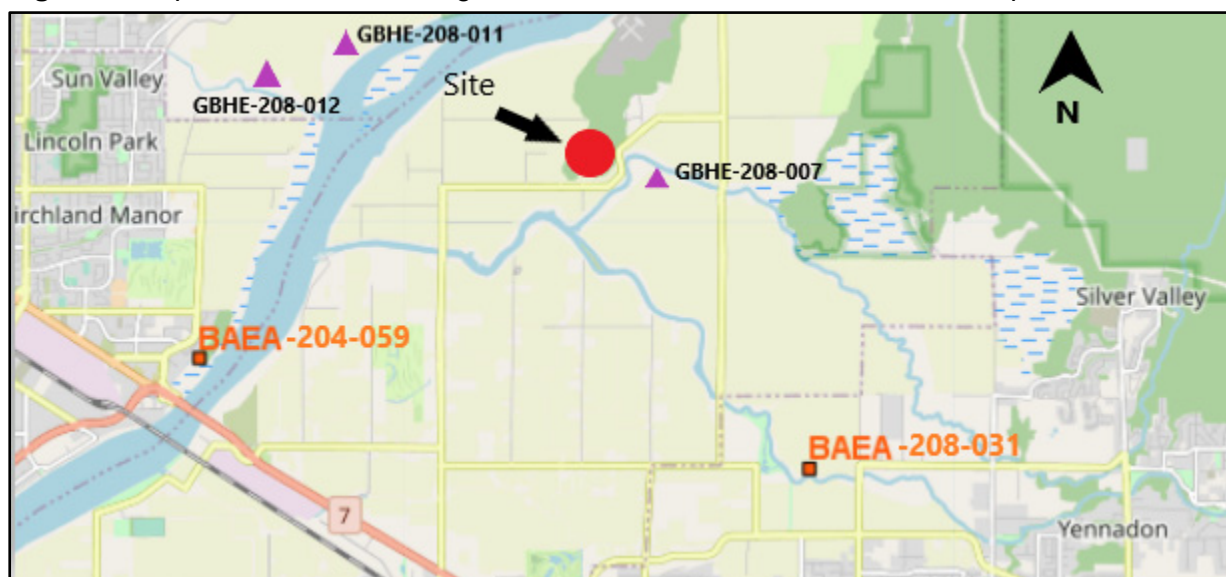 GBHE-208-011
Sun Valley
Site
GBHE-208-012
N
Lincoln Park
GBHE-208-007
irchland Manor
Silver Valley
BAEA-204-059
BAEA-208-031
7
Yennadon